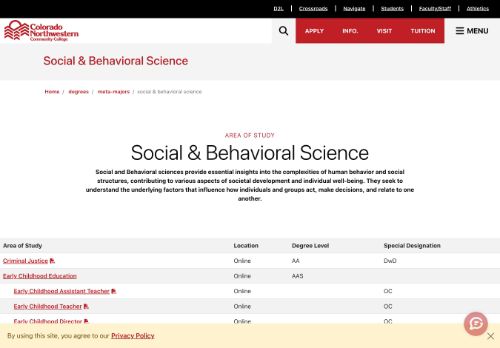 D2L Crossroads Navigate Students Faculty/Staff Athletics
Colorado
Northwestern
Community College
APPLY INFO. VISIT TUITION MENU
Social & Behavioral Science
Home / degrees / meta-majors / social & behavioral science
AREA OF STUDY
Social & Behavioral Science
Social and Behavioral sciences provide essential insights into the complexities of human behavior and social
structures, contributing to various aspects of societal development and individual well-being. They seek to
understand the underlying factors that influence how individuals and groups act, make decisions, and relate to one
another.
Area of Study Location Degree Level Special Designation
Criminal Justice Online AA DwD
Early Childhood Education Online AAS
Early Childhood Assistant Teacher Online OC
Early Childhood Teacher Online OC
Early Childhood Director Online OC
By using this site, you agree to our Privacy Policy